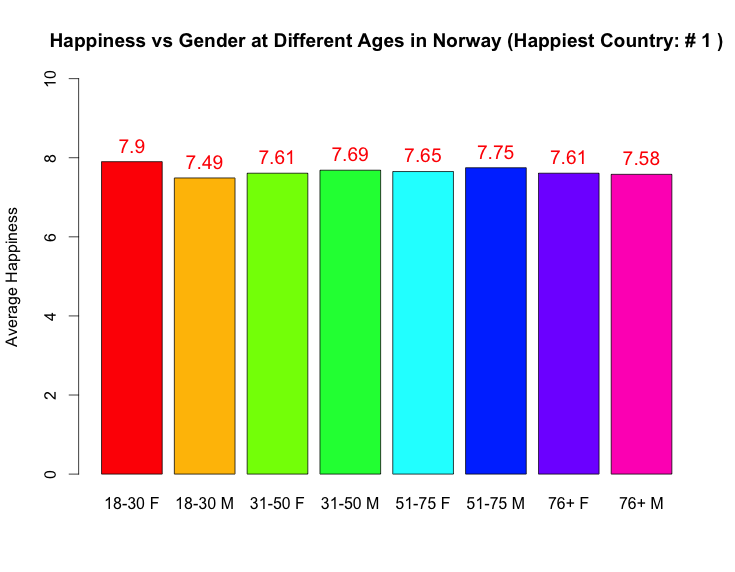 Happiness vs Gender at Different Ages in Norway (Happiest Country: # 1 )
Average Happiness
10
8
6
4
2
0
7.9
7.49
7.61
7.69
7.65
7.75
7.61
7.58
18-30 F
18-30 M
31-50 F
31-50 M
51-75 F
51-75 M
76+ F
76+ M